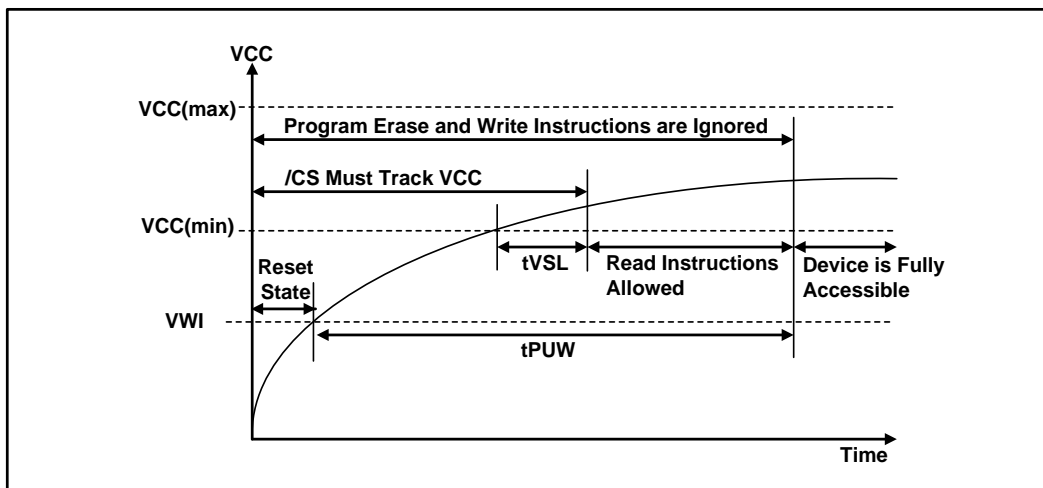 VCC
VCC(max)
Program Erase and Write Instructions are Ignored
/CS Must Track VCC
VCC(min)
tVSL
Read Instructions
Allowed
Device is Fully
Accessible
Reset
State
VWI
tPUW
Time